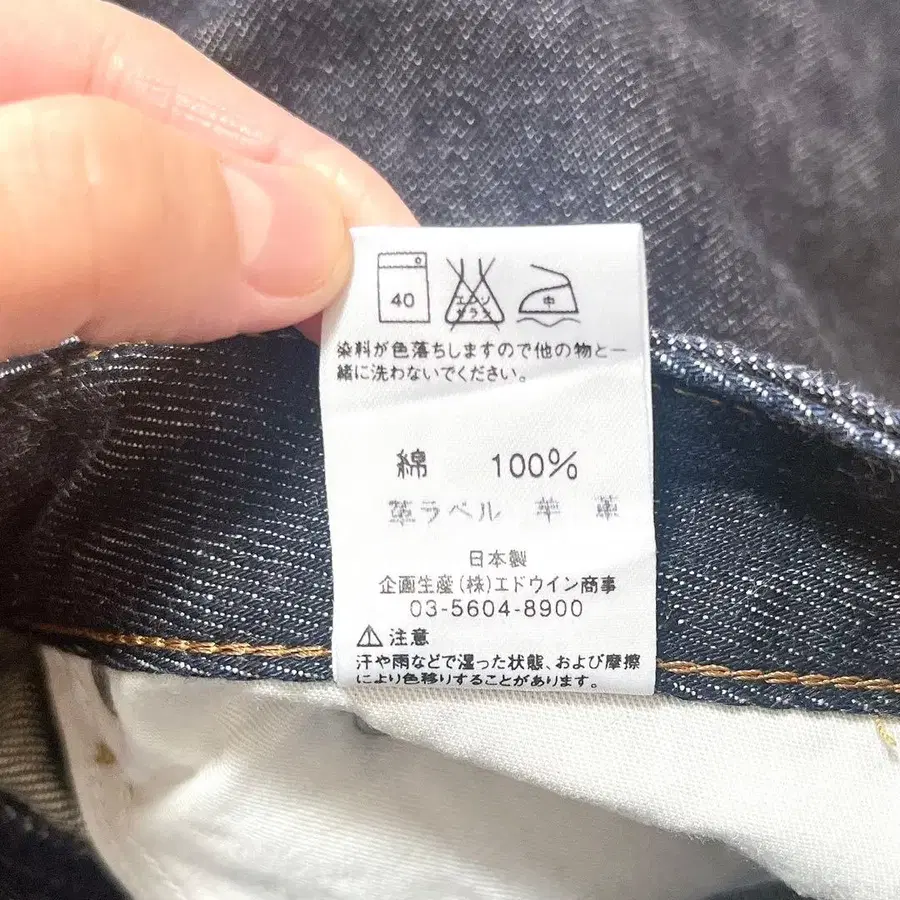 40
エンソ
サラシ
中
染料が色落ちしますので他の物と一
緒に洗わないでください。
綿 100%
革ラベル 羊 革
日本製
企画生産(株)エドウイン商事
03-5604-8900
⚠ 注意
汗や雨などで湿った状態、および摩擦
により色移りすることがあります。